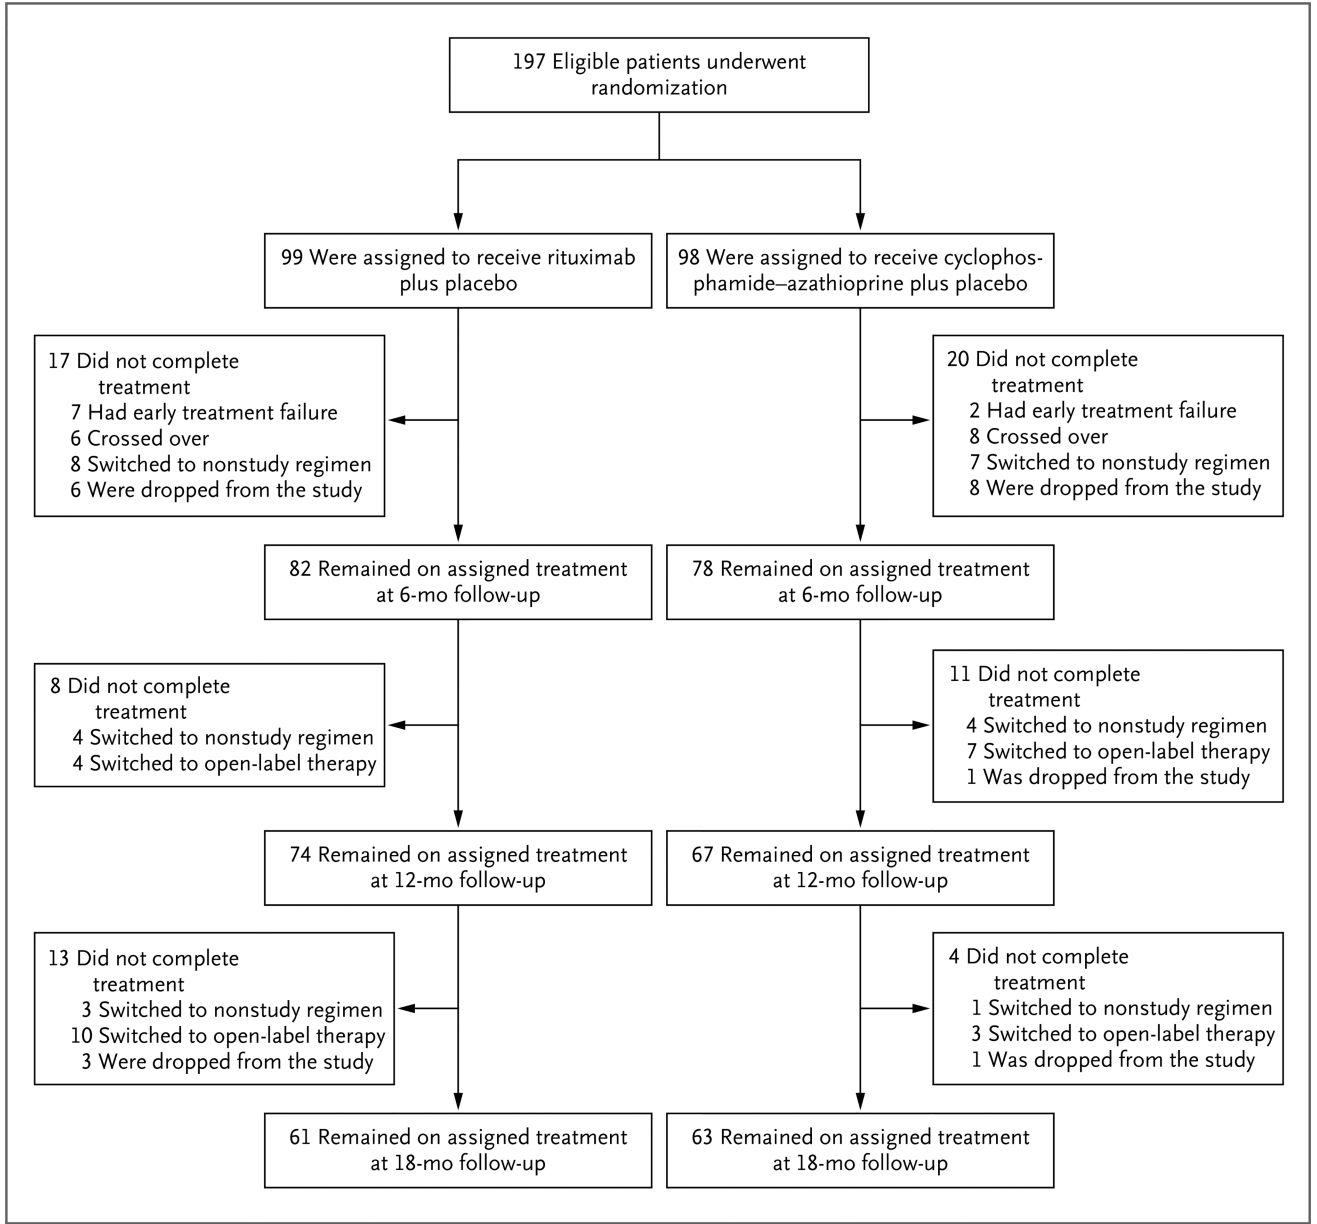 197 Eligible patients underwent
randomization
99 Were assigned to receive rituximab
plus placebo
98 Were assigned to receive cyclophos-
phamide–azathioprine plus placebo
17 Did not complete
treatment
7 Had early treatment failure
6 Crossed over
8 Switched to nonstudy regimen
6 Were dropped from the study
20 Did not complete
treatment
2 Had early treatment failure
8 Crossed over
7 Switched to nonstudy regimen
8 Were dropped from the study
82 Remained on assigned treatment
at 6-mo follow-up
78 Remained on assigned treatment
at 6-mo follow-up
8 Did not complete
treatment
4 Switched to nonstudy regimen
4 Switched to open-label therapy
11 Did not complete
treatment
4 Switched to nonstudy regimen
7 Switched to open-label therapy
1 Was dropped from the study
74 Remained on assigned treatment
at 12-mo follow-up
67 Remained on assigned treatment
at 12-mo follow-up
13 Did not complete
treatment
3 Switched to nonstudy regimen
10 Switched to open-label therapy
3 Were dropped from the study
4 Did not complete
treatment
1 Switched to nonstudy regimen
3 Switched to open-label therapy
1 Was dropped from the study
61 Remained on assigned treatment
at 18-mo follow-up
63 Remained on assigned treatment
at 18-mo follow-up